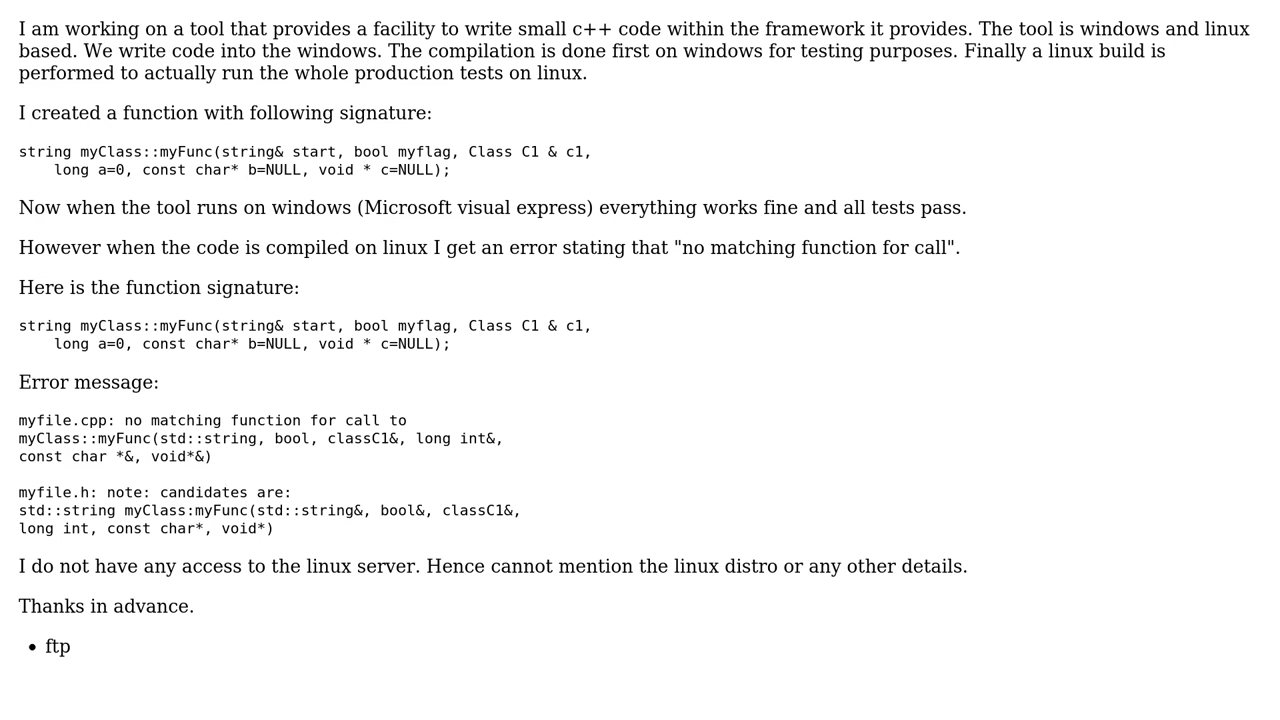 I am working on a tool that provides a facility to write small c++ code within the framework it provides. The tool is windows and linux
based. We write code into the windows. The compilation is done first on windows for testing purposes. Finally a linux build is
performed to actually run the whole production tests on linux.
I created a function with following signature:
string myClass::myFunc(string& start, bool myflag, Class C1 & c1,
    long a=0, const char* b=NULL, void * c=NULL);
Now when the tool runs on windows (Microsoft visual express) everything works fine and all tests pass.
However when the code is compiled on linux I get an error stating that "no matching function for call".
Here is the function signature:
string myClass::myFunc(string& start, bool myflag, Class C1 & c1,
    long a=0, const char* b=NULL, void * c=NULL);
Error message:
myfile.cpp: no matching function for call to
myClass::myFunc(std::string, bool, classC1&, long int&,
const char *&, void*&)
myfile.h: note: candidates are:
std::string myClass:myFunc(std::string&, bool&, classC1&,
long int, const char*, void*)
I do not have any access to the linux server. Hence cannot mention the linux distro or any other details.
Thanks in advance.
• ftp